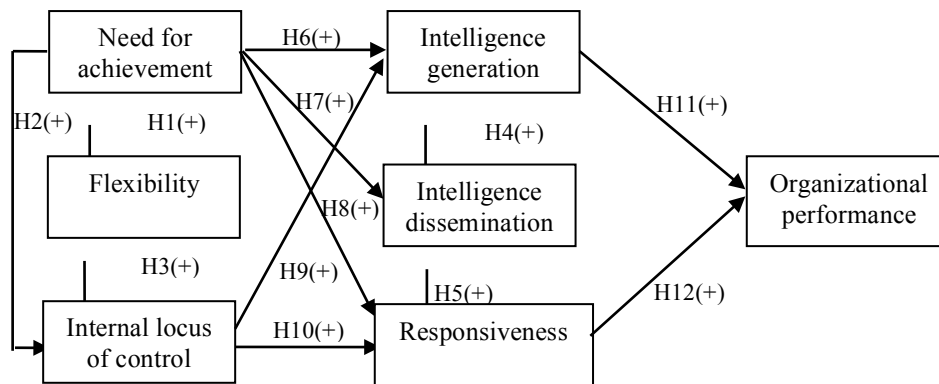 Need for
achievement
H6(+)
Intelligence
generation
H7(+)
H11(+)
H2(+)
H1(+)
H4(+)
Flexibility
H8(+)
Intelligence
dissemination
Organizational
performance
H3(+)
H9(+)
H5(+)
H12(+)
Internal locus
of control
H10(+)
Responsiveness